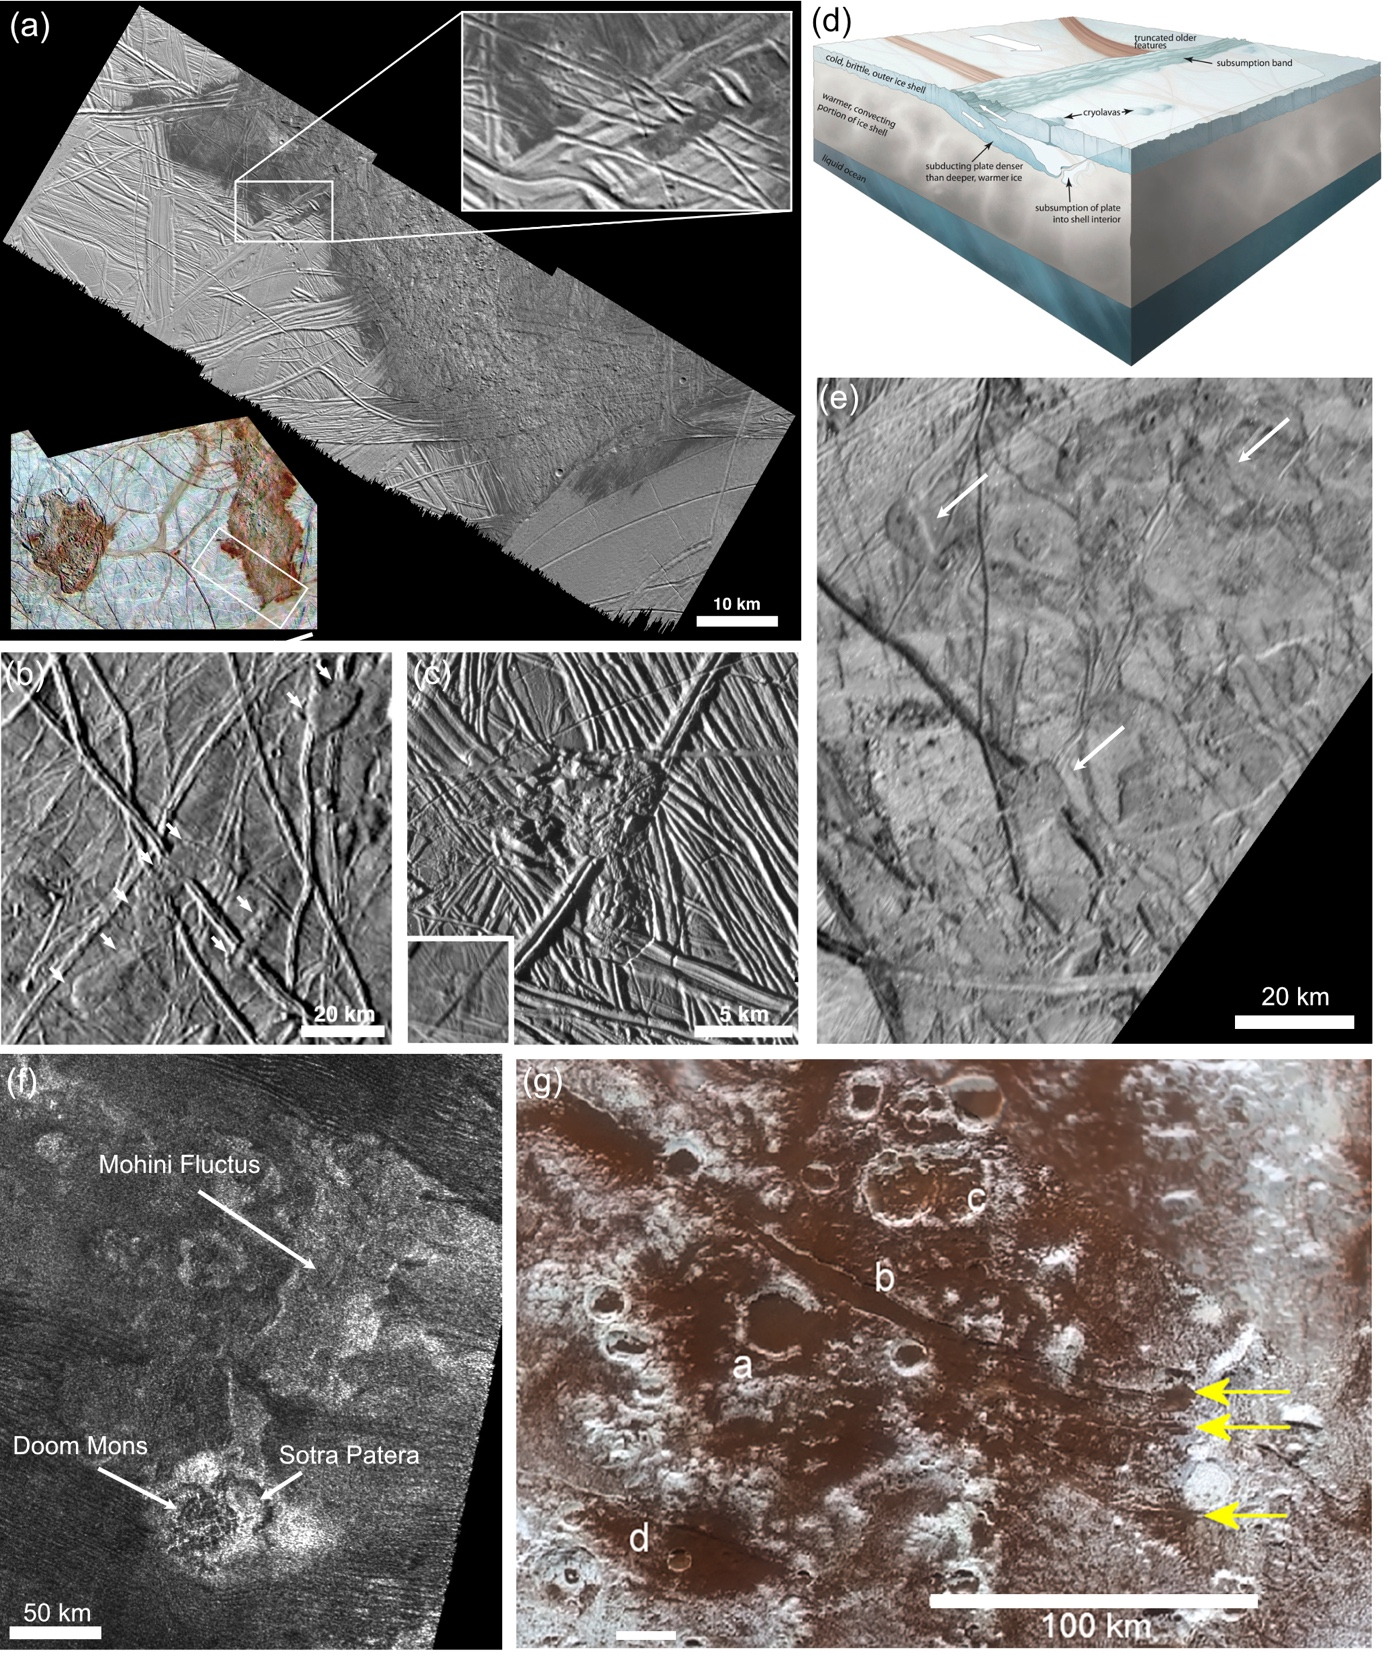 (a)
10 km
(d)
truncated older
features
subsumption band
cold, brittle, outer ice shell
cryolavas
warmer, convecting
portion of ice shell
subducting plate denser
than deeper, warmer ice
liquid ocean
subsumption of plate
into shell interior
(b)
20 km
(c)
5 km
(e)
20 km
(f)
Mohini Fluctus
Doom Mons
Sotra Patera
50 km
(g)
c
b
a
d
100 km